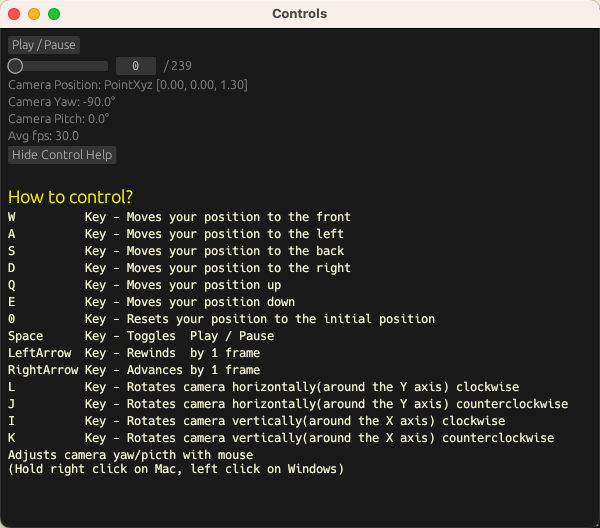 Controls
Play / Pause
0 / 239
Camera Position: PointXyz [0.00, 0.00, 1.30]
Camera Yaw: -90.0°
Camera Pitch: 0.0°
Avg fps: 30.0
Hide Control Help
How to control?
W Key - Moves your position to the front
A Key - Moves your position to the left
S Key - Moves your position to the back
D Key - Moves your position to the right
Q Key - Moves your position up
E Key - Moves your position down
0 Key - Resets your position to the initial position
Space Key - Toggles Play / Pause
LeftArrow Key - Rewinds by 1 frame
RightArrow Key - Advances by 1 frame
L Key - Rotates camera horizontally(around the Y axis) clockwise
J Key - Rotates camera horizontally(around the Y axis) counterclockwise
I Key - Rotates camera vertically(around the X axis) clockwise
K Key - Rotates camera vertically(around the X axis) counterclockwise
Adjusts camera yaw/picth with mouse
(Hold right click on Mac, left click on Windows)